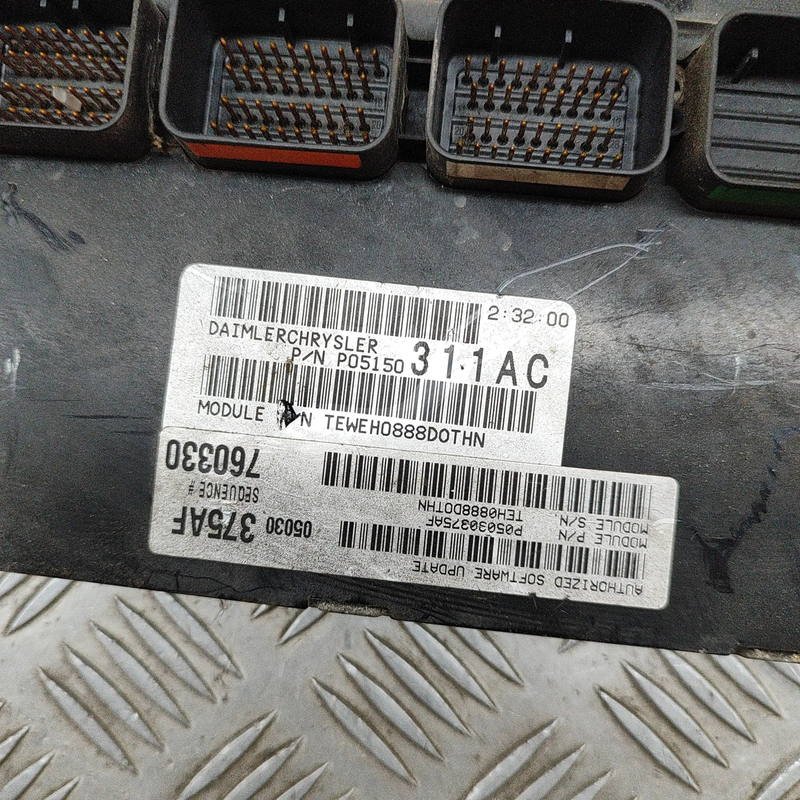 2:32:00
DAIMLERCHRYSLER
P/N P05150 311AC
MODULE N TEWEH0888D0THN
AUTHORIZED SOFTWARE UPDATE
MODULE P/N P05030375AF
MODULE S/N TEH0888D0THN
05030 375AF
SEQUENCE #
760330